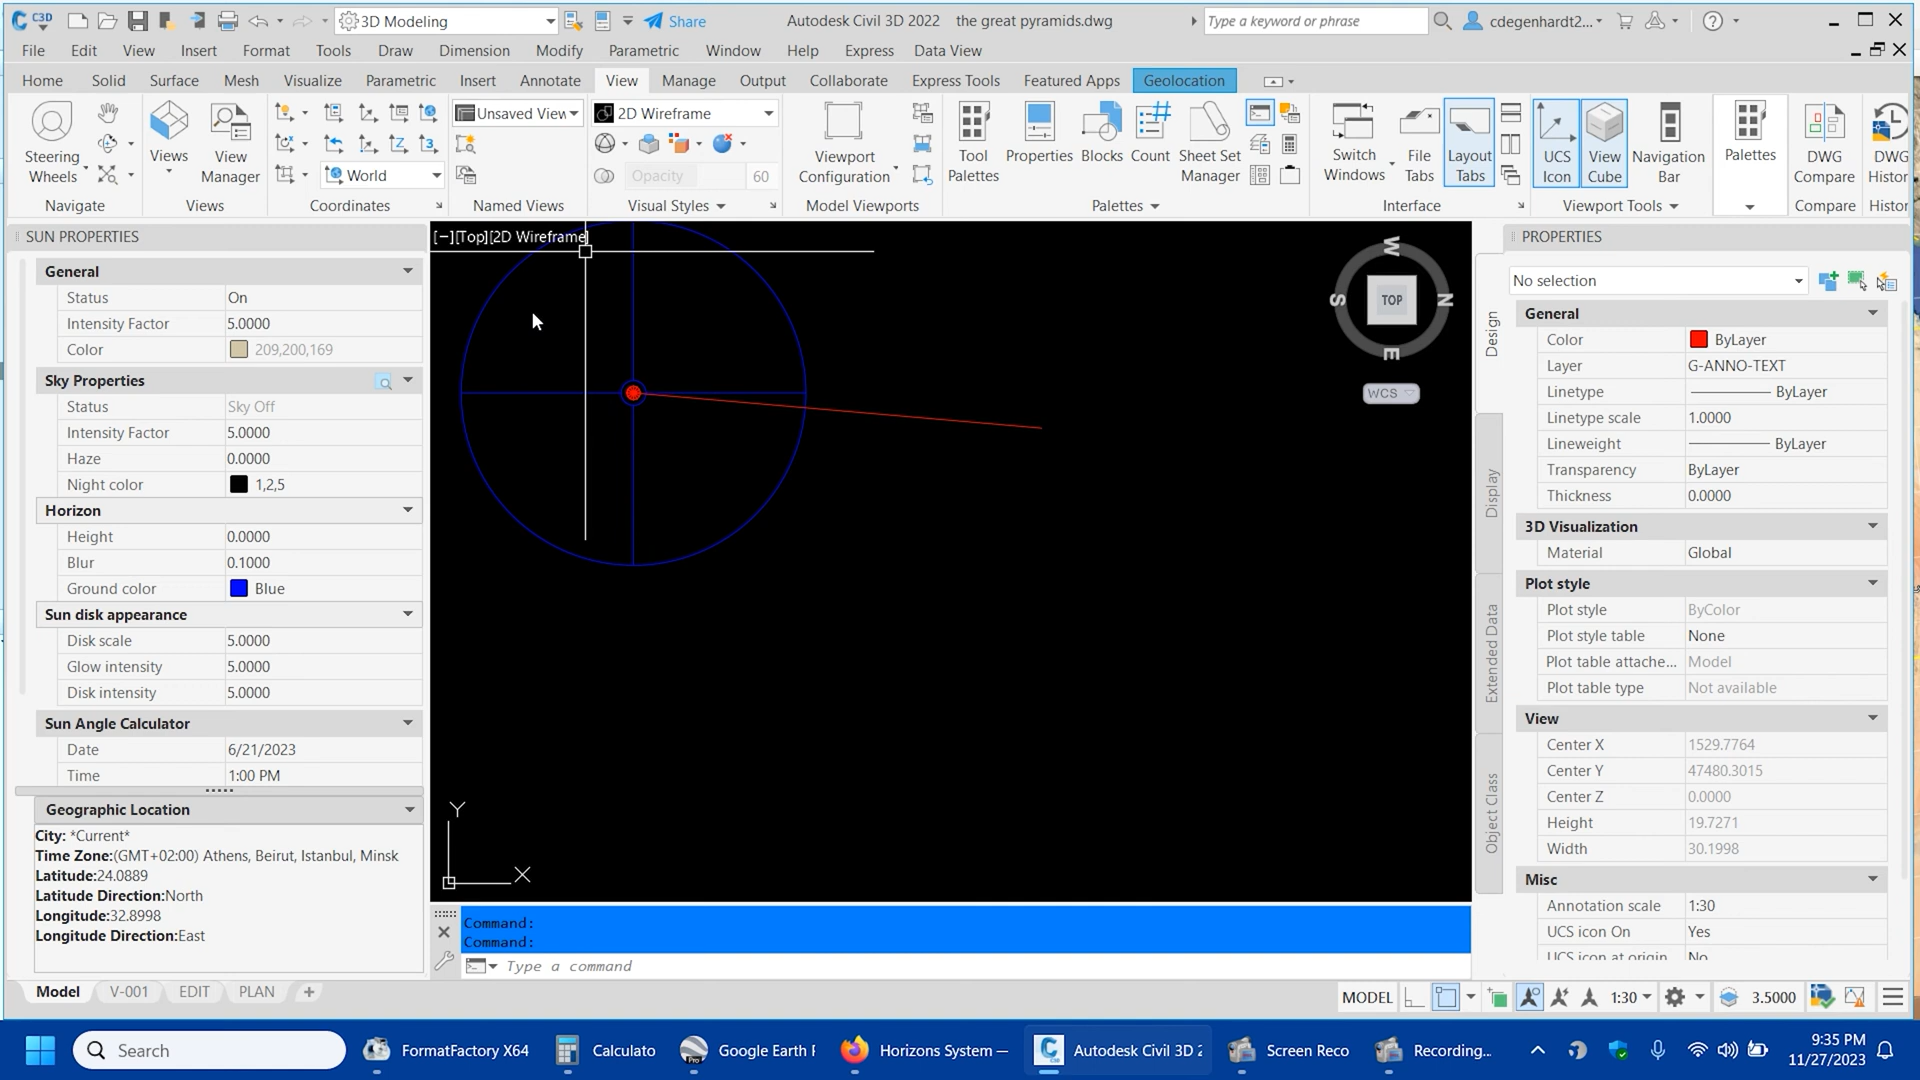 C3D
3D Modeling
Share
Autodesk Civil 3D 2022 the great pyramids.dwg
Type a keyword or phrase
cdegenhardt2...
File Edit View Insert Format Tools Draw Dimension Modify Parametric Window Help Express Data View
Home Solid Surface Mesh Visualize Parametric Insert Annotate View Manage Output Collaborate Express Tools Featured Apps Geolocation
Steering Wheels
Views
View Manager
World
Unsaved View
2D Wireframe
Opacity 60
Viewport Configuration
Tool Palettes
Properties
Blocks
Count
Sheet Set Manager
Switch Windows
File Tabs
Layout Tabs
UCS Icon
View Cube
Navigation Bar
Palettes
DWG Compare
DWG Histor
Navigate Views Coordinates Named Views Visual Styles Model Viewports Palettes Interface Viewport Tools Compare Histor
SUN PROPERTIES
General
Status On
Intensity Factor 5.0000
Color 209,200,169
Sky Properties
Status Sky Off
Intensity Factor 5.0000
Haze 0.0000
Night color 1,2,5
Horizon
Height 0.0000
Blur 0.1000
Ground color Blue
Sun disk appearance
Disk scale 5.0000
Glow intensity 5.0000
Disk intensity 5.0000
Sun Angle Calculator
Date 6/21/2023
Time 1:00 PM
Geographic Location
City: *Current*
Time Zone:(GMT+02:00) Athens, Beirut, Istanbul, Minsk
Latitude:24.0889
Latitude Direction:North
Longitude:32.8998
Longitude Direction:East
[−][Top][2D Wireframe]
W
S TOP N
E
WCS
Y
X
Command:
Command:
Type a command
Design
Display
Extended Data
Object Class
PROPERTIES
No selection
General
Color ByLayer
Layer G-ANNO-TEXT
Linetype ByLayer
Linetype scale 1.0000
Lineweight ByLayer
Transparency ByLayer
Thickness 0.0000
3D Visualization
Material Global
Plot style
Plot style ByColor
Plot style table None
Plot table attache... Model
Plot table type Not available
View
Center X 1529.7764
Center Y 47480.3015
Center Z 0.0000
Height 19.7271
Width 30.1998
Misc
Annotation scale 1:30
UCS icon On Yes
UCS icon at origin No
Model V-001 EDIT PLAN +
MODEL 1:30 3.5000
Search
FormatFactory X64
Calculato
Google Earth P
Horizons System —
Autodesk Civil 3D 2
Screen Reco
Recording...
9:35 PM
11/27/2023